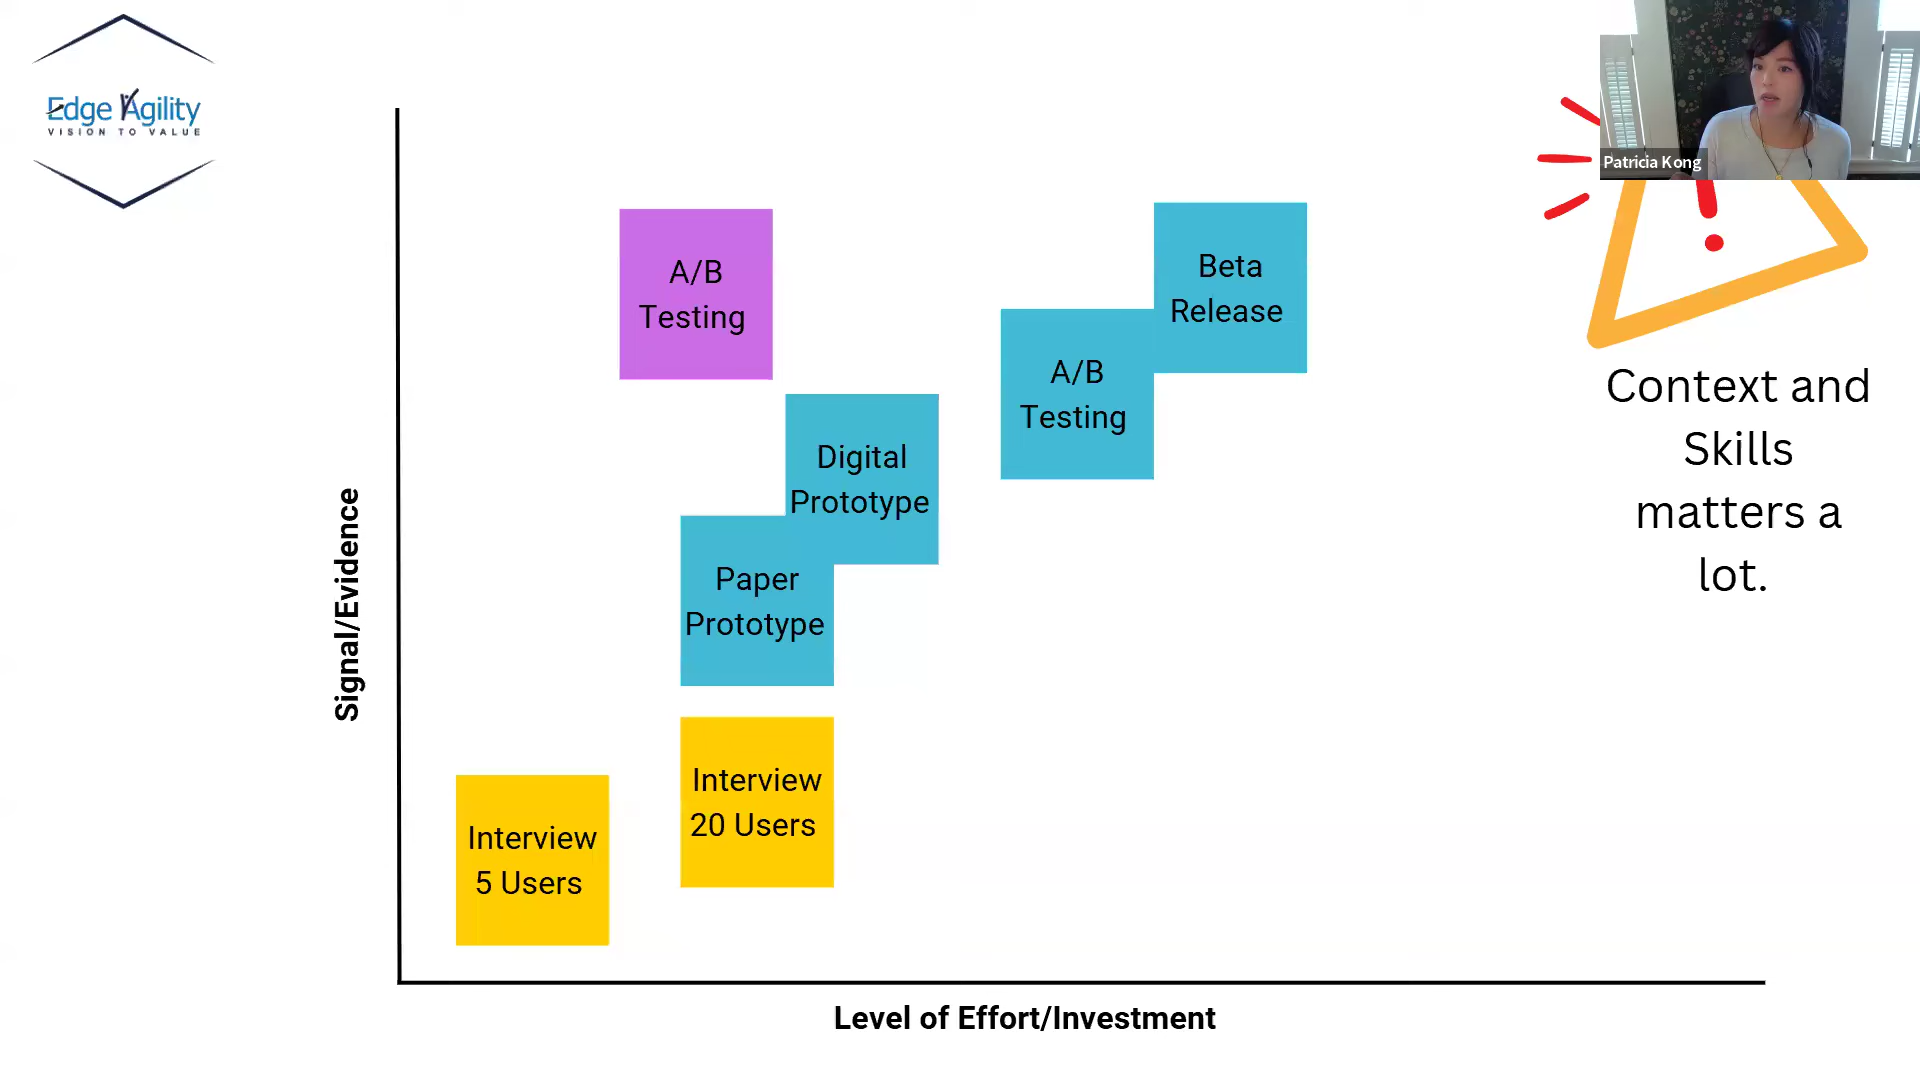 Edge Agility
VISION TO VALUE
Patricia Kong
A/B
Testing
Beta
Release
A/B
Testing
Digital
Prototype
Paper
Prototype
Interview
20 Users
Interview
5 Users
Signal/Evidence
Level of Effort/Investment
Context and
Skills
matters a
lot.